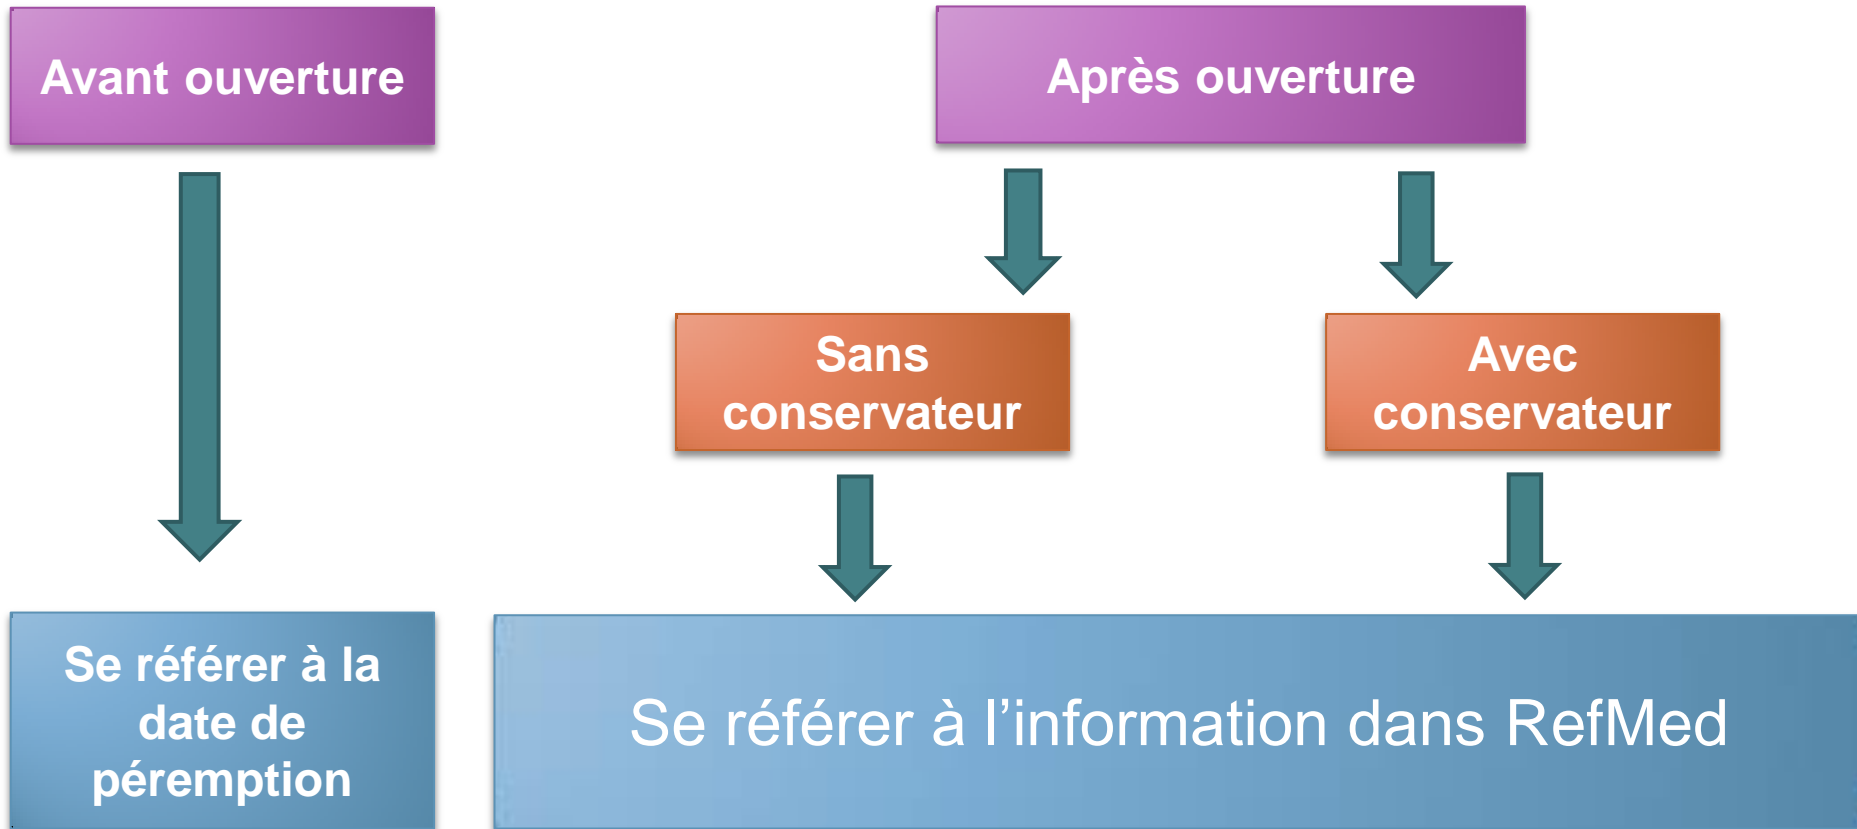 Avant ouverture
Après ouverture
Sans
conservateur
Avec
conservateur
Se référer à la
date de
péremption
Se référer à l’information dans RefMed